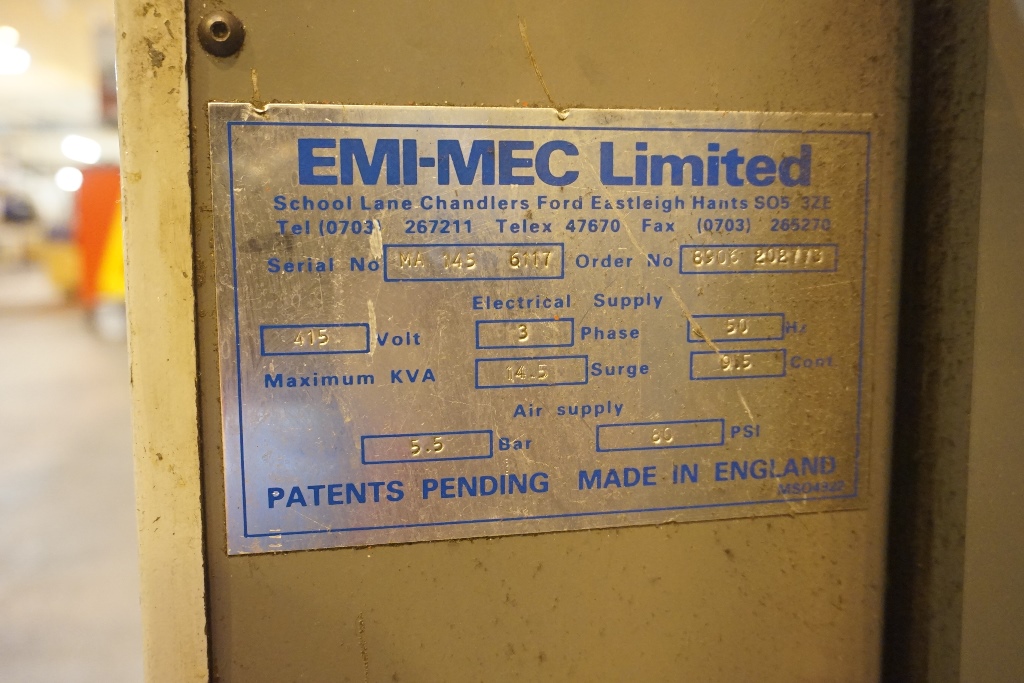 EMI-MEC Limited
School Lane Chandlers Ford Eastleigh Hants SO5 3ZE
Tel (0703) 267211 Telex 47670 Fax (0703) 265270
Serial No MA 145 6117 Order No 8906
Electrical Supply
415 Volt 3 Phase 50 Hz
Maximum KVA 14.5 Surge 9.5 Cont
Air supply
5.5 Bar 80 PSI
PATENTS PENDING MADE IN ENGLAND